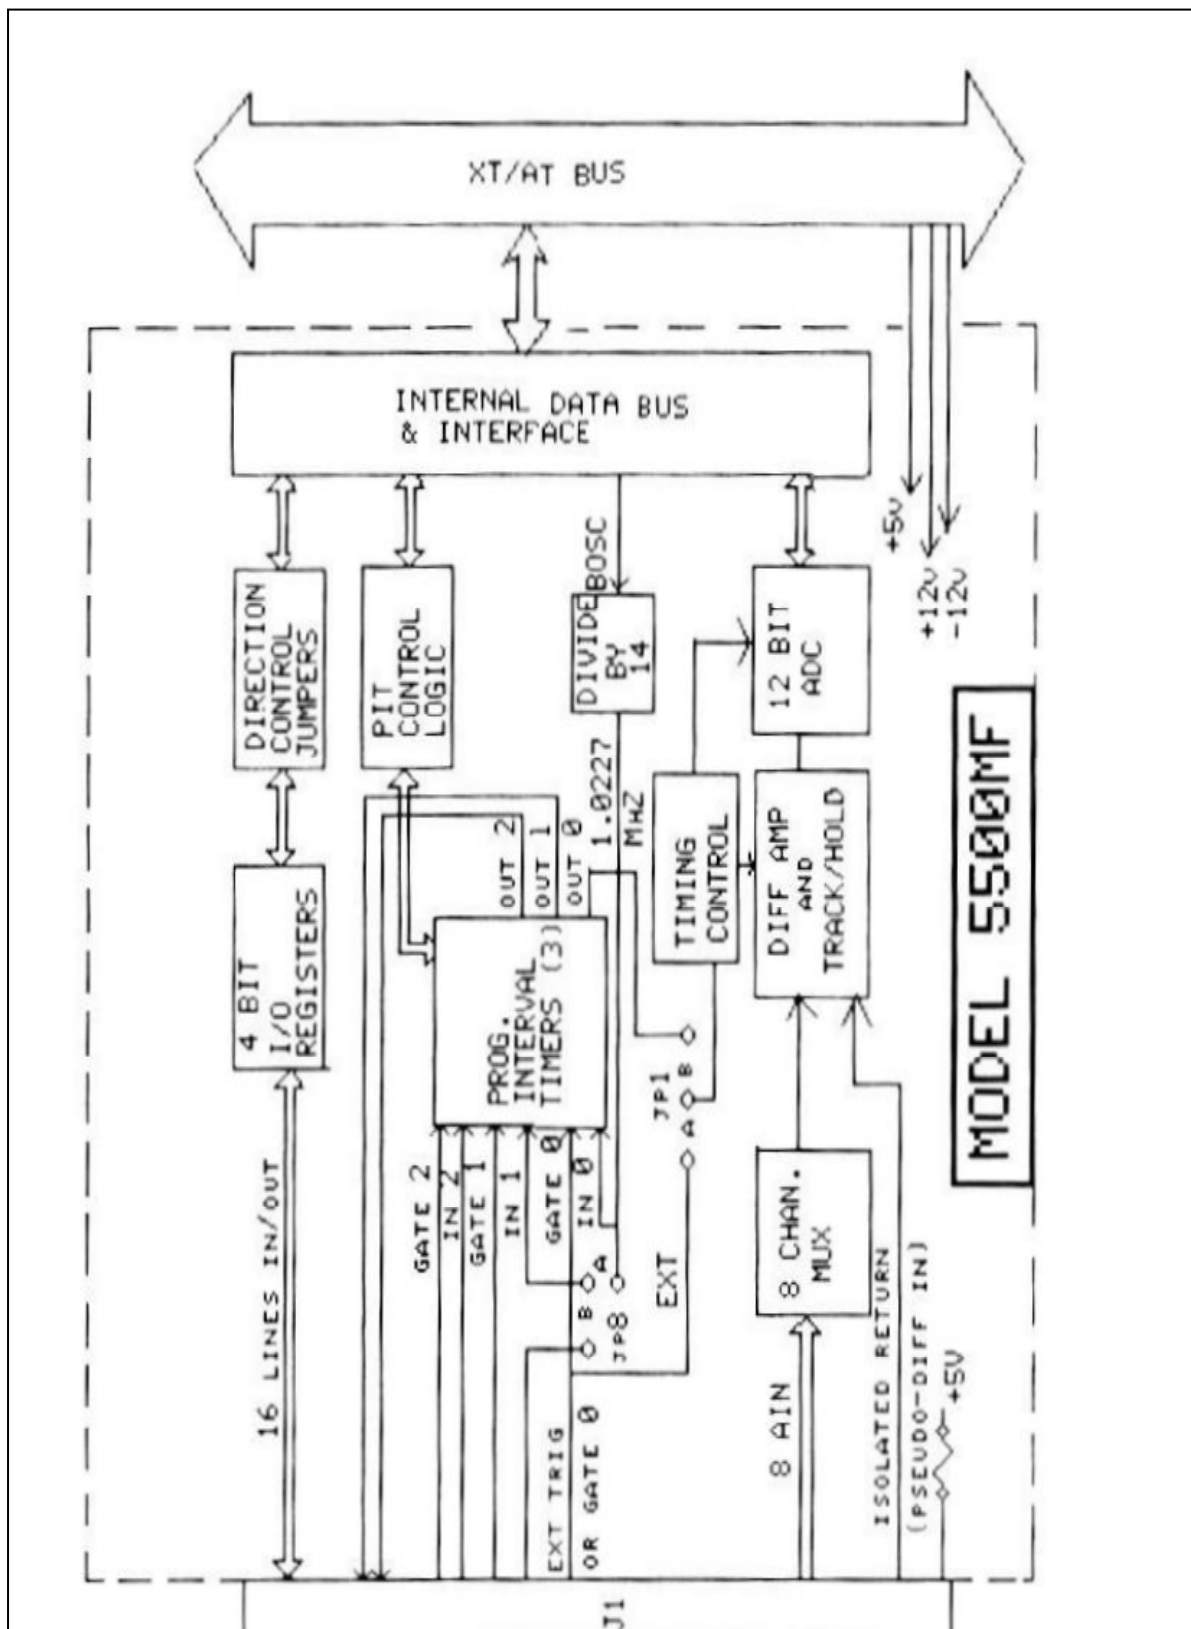 XT/AT BUS
INTERNAL DATA BUS
& INTERFACE
DIRECTION
CONTROL
JUMPERS
PIT
CONTROL
LOGIC
BOSC
DIVIDE
BY
14
12 BIT
ADC
+5V
+12V
-12V
4 BIT
I/O
REGISTERS
PROG.
INTERVAL
TIMERS (3)
OUT 2
OUT 1
OUT 0
1.0227
MHZ
TIMING
CONTROL
DIFF AMP
AND
TRACK/HOLD
MODEL 5500MF
16 LINES IN/OUT
GATE 2
IN 2
GATE 1
IN 1
GATE 0
IN 0
A
B
JP8
A
B
JP1
EXT
8 CHAN.
MUX
EXT TRIG
OR GATE 0
8 AIN
ISOLATED RETURN
(PSEUDO-DIFF IN)
+5V
J1